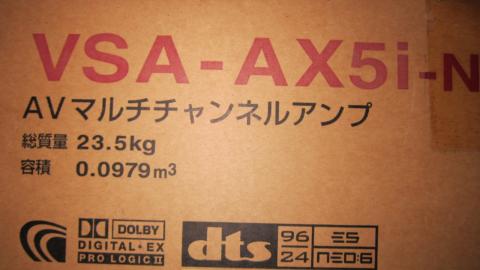 VSA-AX5i-N
AVマルチチャンネルアンプ
総質量 23.5kg
容積 0.0979m³
DOLBY
DIGITAL·EX
PRO LOGIC II
dts 96 24 ES NEO:6